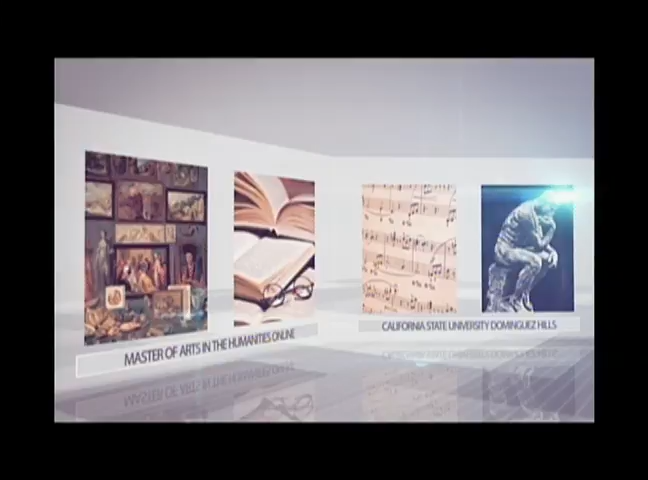 MASTER OF ARTS IN THE HUMANITIES ONLINE
CALIFORNIA STATE UNIVERSITY DOMINGUEZ HILLS